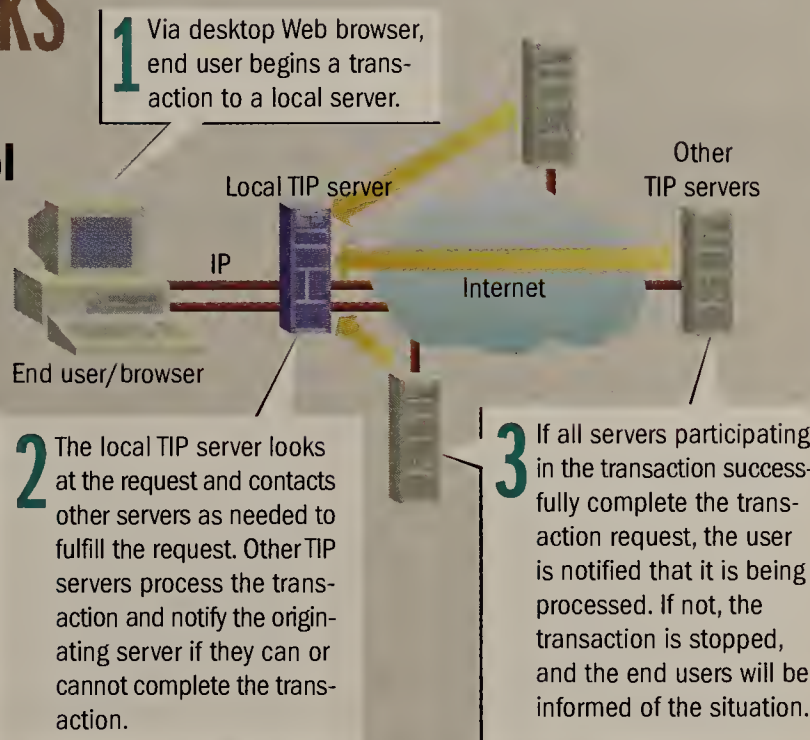 1 Via desktop Web browser,
end user begins a trans-
action to a local server.
Local TIP server
Other
TIP servers
IP
Internet
End user/browser
2 The local TIP server looks
at the request and contacts
other servers as needed to
fulfill the request. Other TIP
servers process the trans-
action and notify the origin-
ating server if they can or
cannot complete the trans-
action.
3 If all servers participating
in the transaction success-
fully complete the trans-
action request, the user
is notified that it is being
processed. If not, the
transaction is stopped,
and the end users will be
informed of the situation.